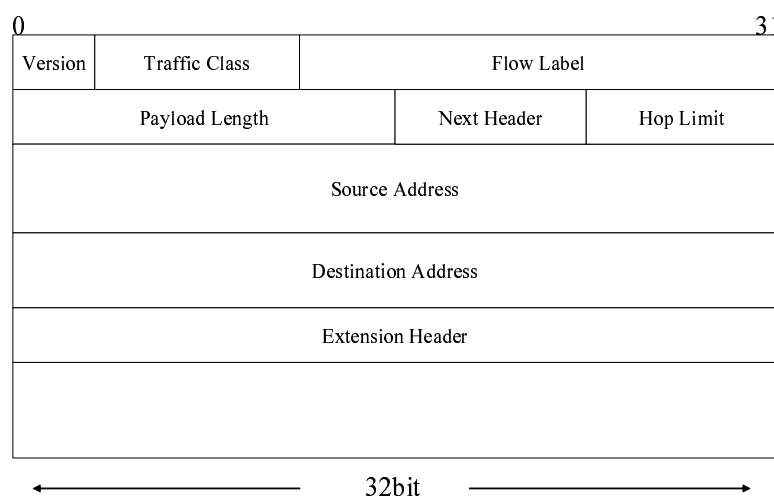 0 31
Version Traffic Class Flow Label
Payload Length Next Header Hop Limit
Source Address
Destination Address
Extension Header
32bit